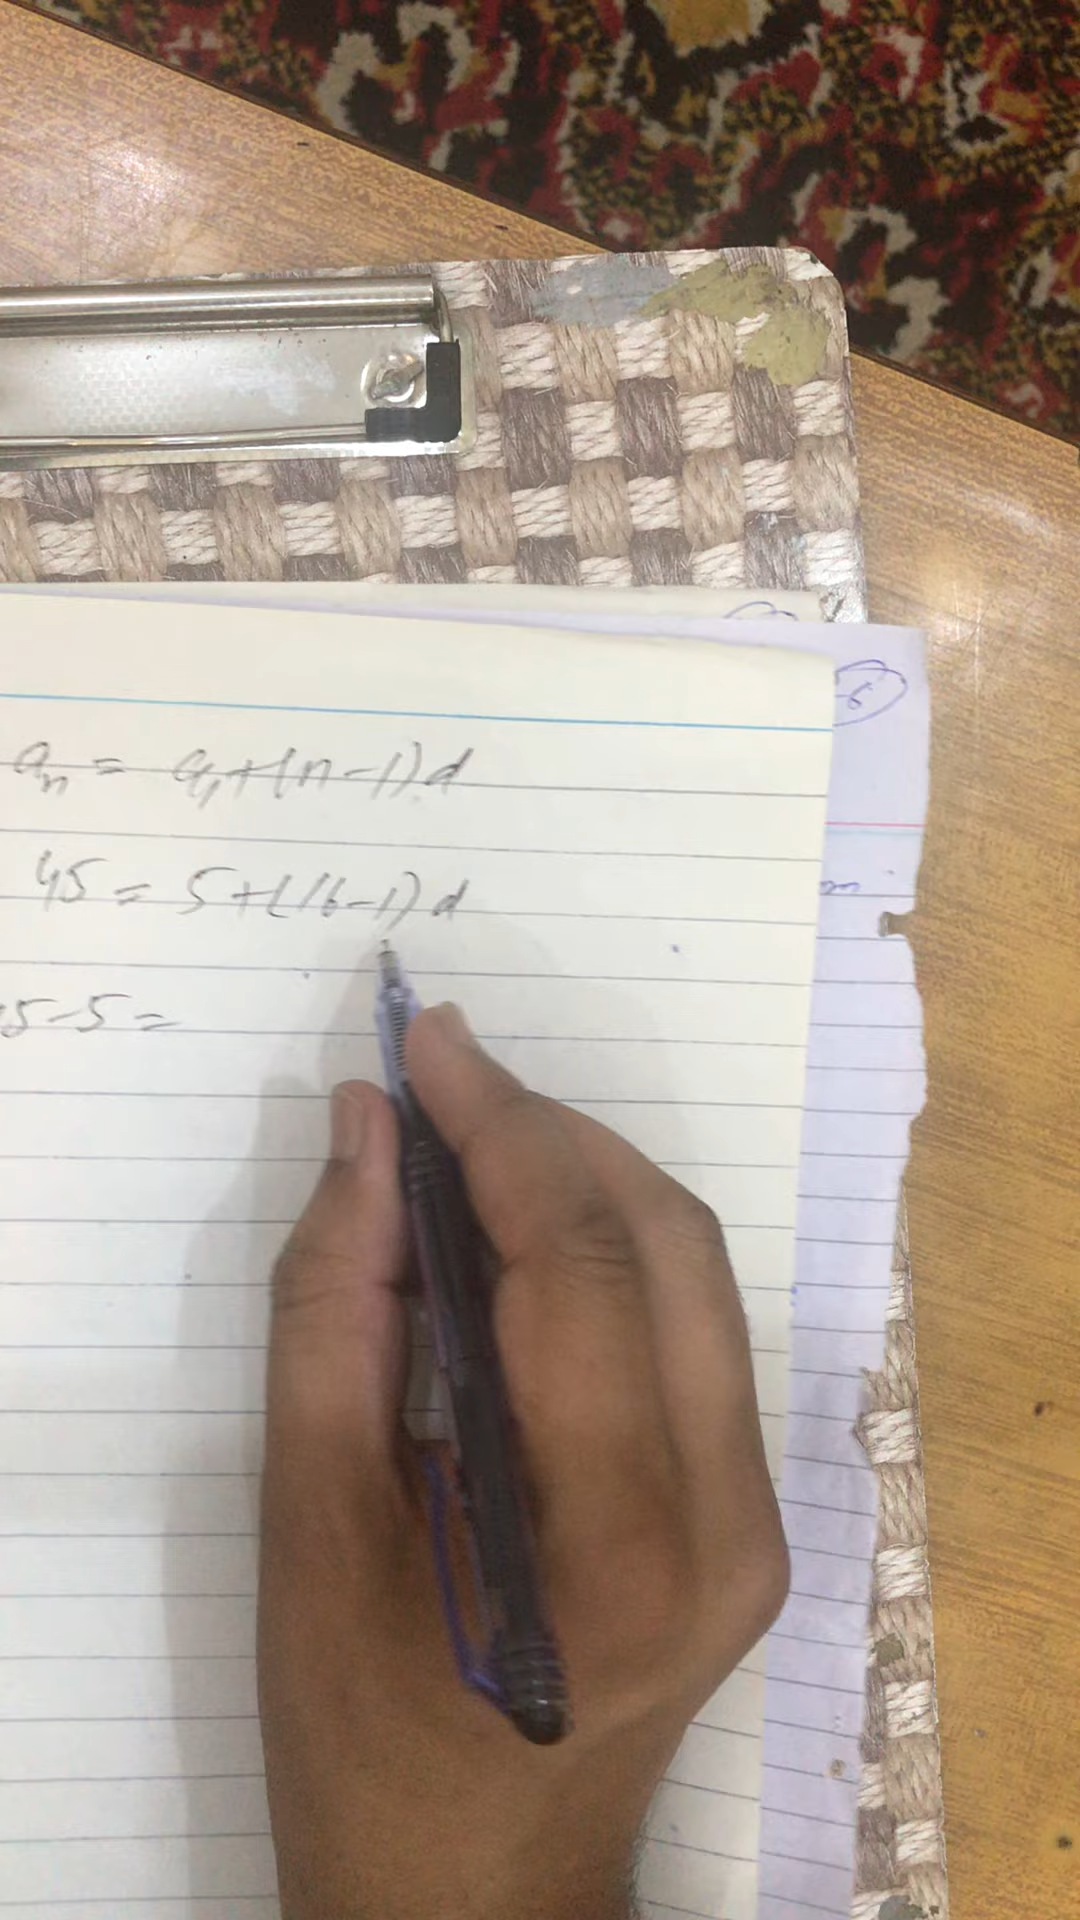 aₙ = a₁+(n-1)d
45 = 5+(16-1)d
5-5 =
6
m